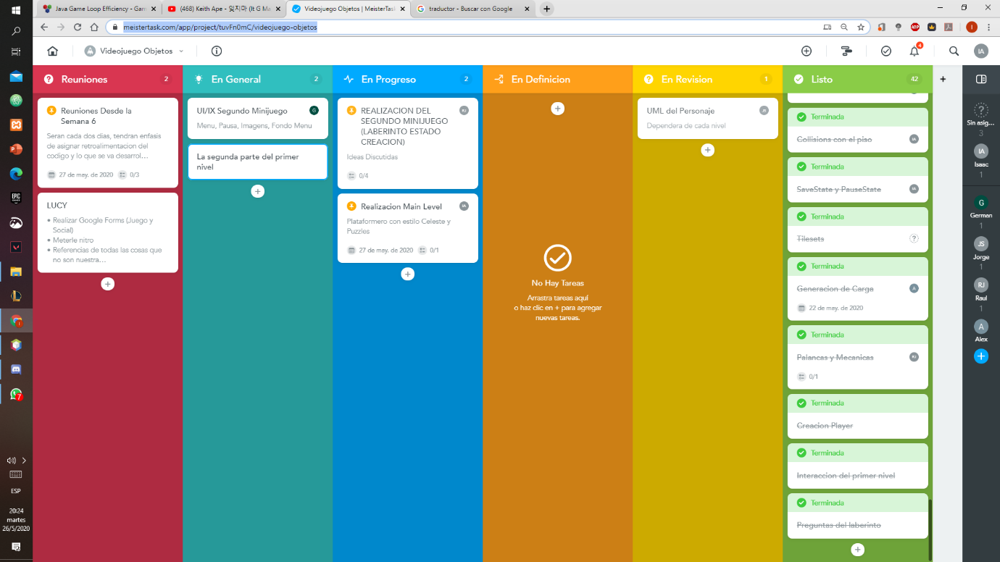 Java Game Loop Efficiency - Gam
(468) Keith Ape - 잊지마 (It G Ma
Videojuego Objetos | MeisterTask
traductor - Buscar con Google
meistertask.com/app/project/tuvFn0mC/videojuego-objetos
ABP
I
Videojuego Objetos
4
IA
Reuniones 2
Reuniones Desde la
Semana 6
Seran cada dos dias, tendran enfasis
de asignar retroalimentacion del
codigo y lo que se va desarrol...
27 de may. de 2020 0/3
LUCY
• Realizar Google Forms (Juego y
Social)
• Meterle nitro
• Referencias de todas las cosas que
no son nuestra...
En General 2
UI/IX Segundo Minijuego G
Menu, Pausa, Imagens, Fondo Menu
La segunda parte del primer
nivel
En Progreso 2
REALIZACION DEL RJ
SEGUNDO MINIJUEGO
(LABERINTO ESTADO
CREACION)
Ideas Discutidas
0/4
Realizacion Main Level IA
Plataformero con estilo Celeste y
Puzzles
27 de may. de 2020 0/1
En Definicion
No Hay Tareas
Arrastra tareas aquí
o haz clic en + para agregar
nuevas tareas.
En Revision 1
UML del Personaje JS
Dependera de cada nivel
Listo 42
Terminada
Collisions con el piso IA
Terminada
SaveState y PauseState IA
Terminada
Tilesets ?
Terminada
Generacion de Carga A
22 de may. de 2020
Terminada
Palancas y Mecanicas RJ
0/1
Terminada
Creacion Player
Terminada
Interaccion del primer nivel
Terminada
Preguntas del laberinto
?
Sin asig...
3
IA
Isaac
1
G
German
1
JS
Jorge
1
RJ
Raul
1
A
Alex
EPIC
GAMES
7
ESP
20:24
martes
26/5/2020